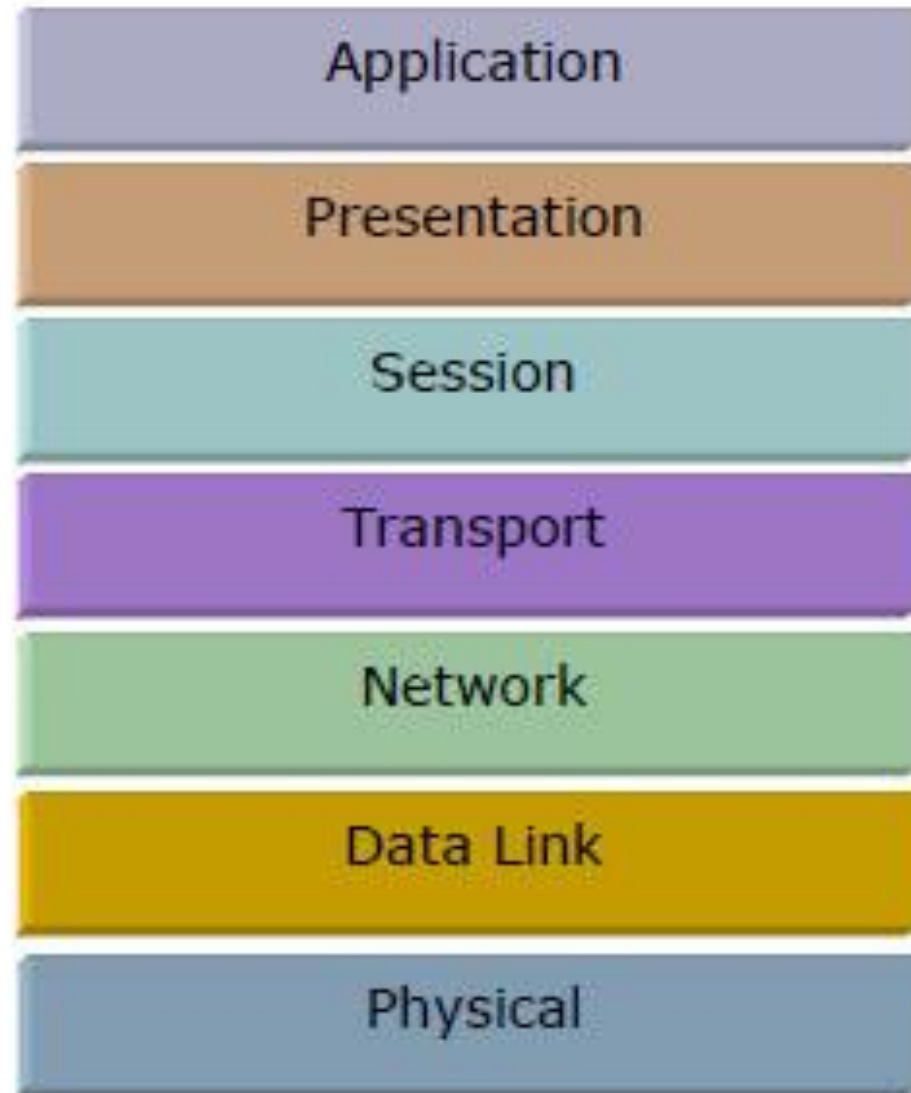 Application
Presentation
Session
Transport
Network
Data Link
Physical